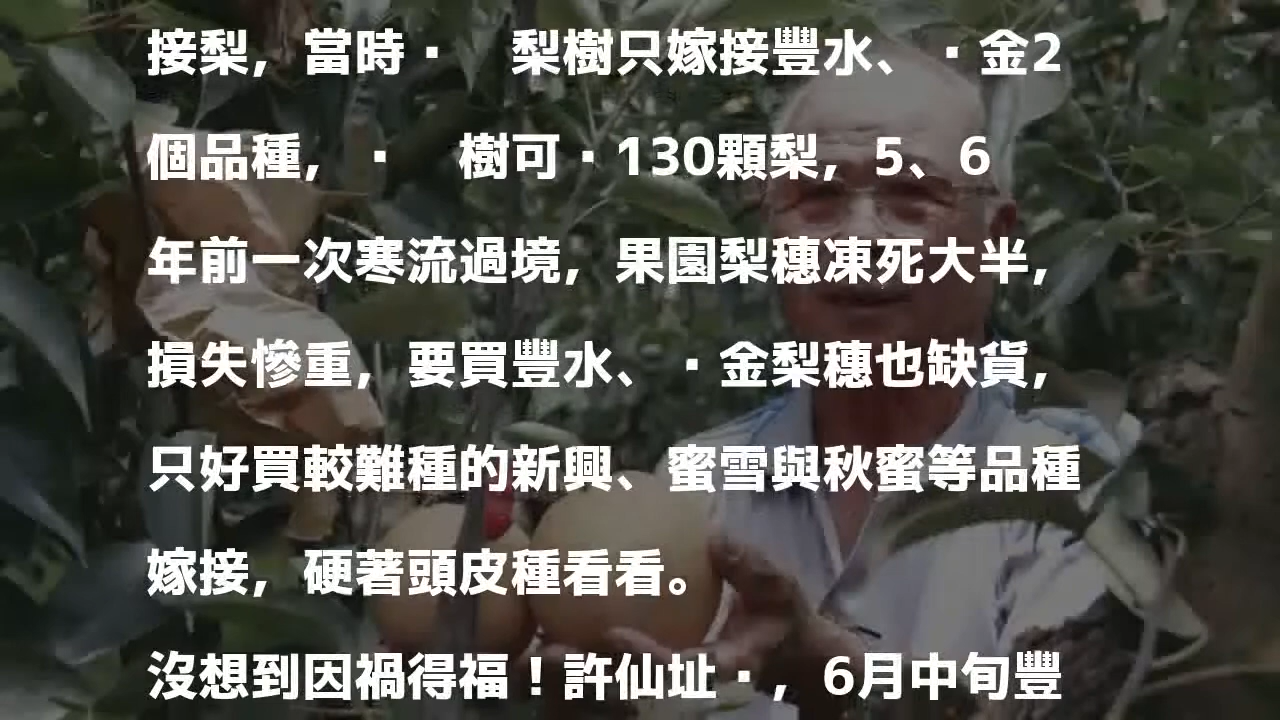 接梨，當時▪　梨樹只嫁接豐水、▪金2
個品種，▪　樹可▪130顆梨，5、6
年前一次寒流過境，果園梨穗凍死大半，
損失慘重，要買豐水、▪金梨穗也缺貨，
只好買較難種的新興、蜜雪與秋蜜等品種
嫁接，硬著頭皮種看看。
沒想到因禍得福！許仙址▪，6月中旬豐